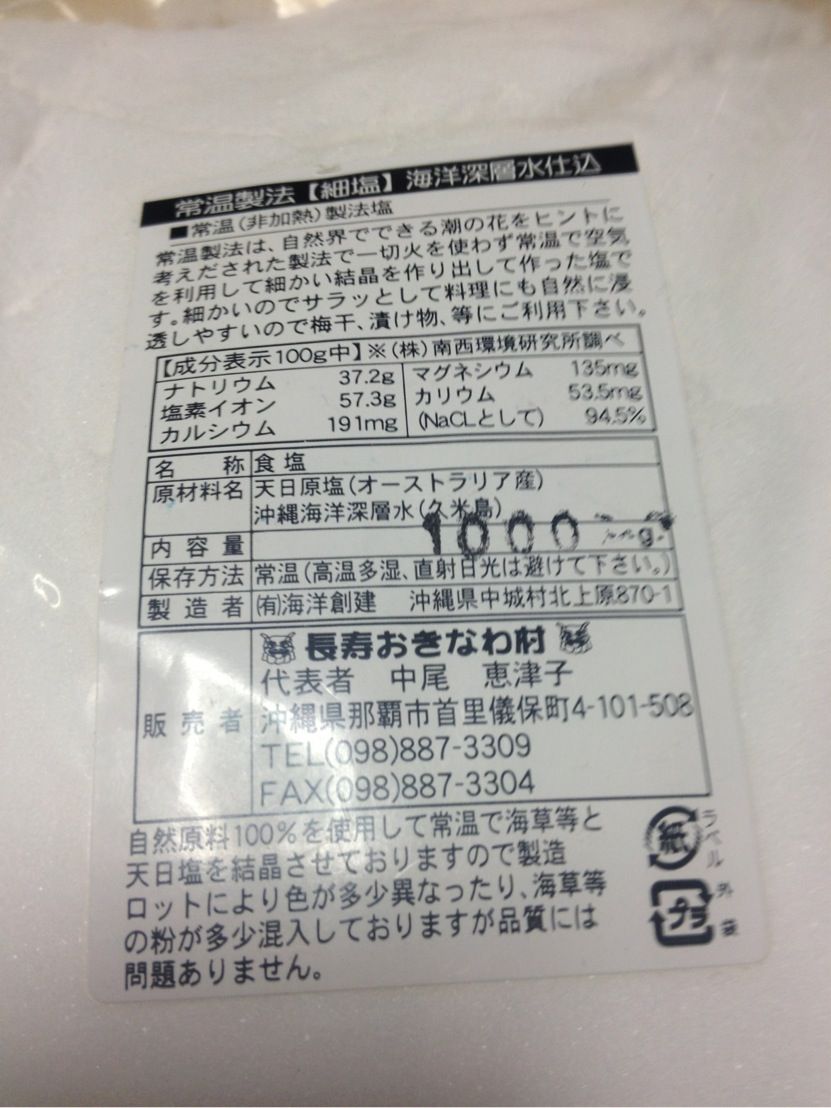 常温製法【細塩】海洋深層水仕込
■常温(非加熱)製法塩
常温製法は、自然界でできる潮の花をヒントに
考えだされた製法で一切火を使わず常温で空気
を利用して細かい結晶を作り出して作った塩で
す。細かいのでサラッとして料理にも自然に浸
透しやすいので梅干、漬け物、等にご利用下さい。
【成分表示100g中】※(株)南西環境研究所調べ
ナトリウム 37.2g マグネシウム 135mg
塩素イオン 57.3g カリウム 53.5mg
カルシウム 191mg (NaCLとして) 94.5%
名称 食塩
原材料名 天日原塩(オーストラリア産)
沖縄海洋深層水(久米島)
内容量 1000 g
保存方法 常温(高温多湿、直射日光は避けて下さい。)
製造者 (有)海洋創建 沖縄県中城村北上原870-1
長寿おきなわ村
代表者 中尾 恵津子
販売者 沖縄県那覇市首里儀保町4-101-508
TEL(098)887-3309
FAX(098)887-3304
自然原料100%を使用して常温で海草等と
天日塩を結晶させておりますので製造
ロットにより色が多少異なったり、海草等
の粉が多少混入しておりますが品質には
問題ありません。
紙 ラベル
プラ 外袋